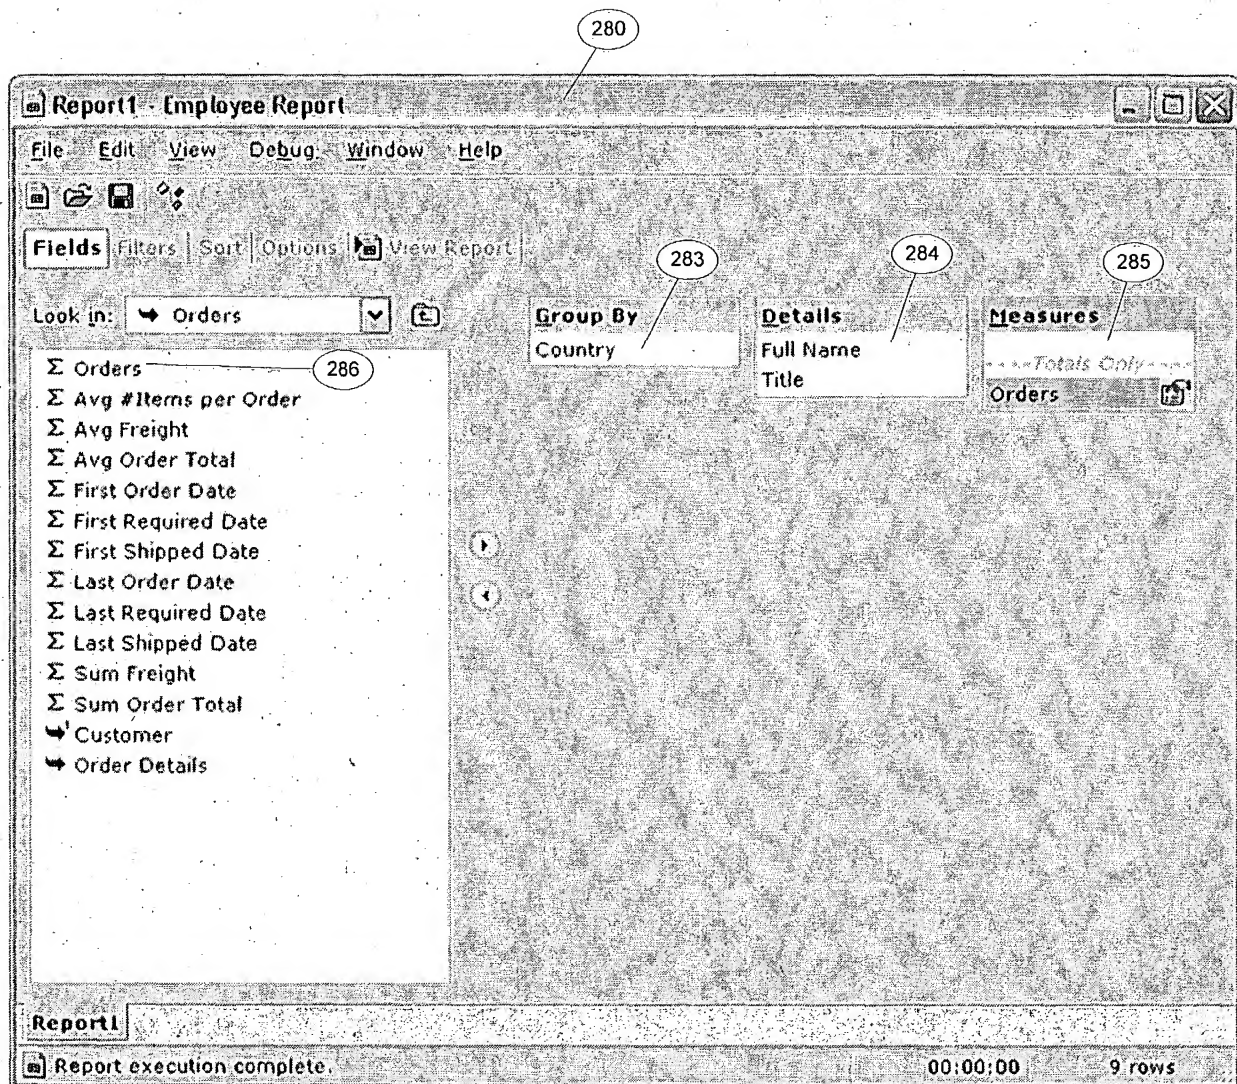 280
Report1 - Employee Report
File Edit View Debug Window Help
Fields Filters Sort Options View Report
283
284
285
Look in: Orders
Group By
Details
Measures
Country
Full Name
Title
Totals Only
Orders
Σ Orders
286
Σ Avg #Items per Order
Σ Avg Freight
Σ Avg Order Total
Σ First Order Date
Σ First Required Date
Σ First Shipped Date
Σ Last Order Date
Σ Last Required Date
Σ Last Shipped Date
Σ Sum Freight
Σ Sum Order Total
Customer
Order Details
Report1
Report execution complete. 00:00:00 9 rows